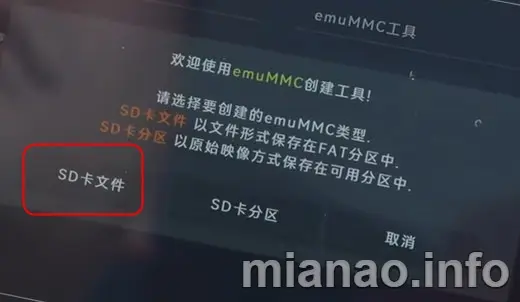 emuMMC工具
欢迎使用emuMMC创建工具!
请选择要创建的emuMMC类型.
SD卡文件 以文件形式保存在FAT分区中.
SD卡分区 以原始映像方式保存在可用分区中.
SD卡文件
SD卡分区
取消
mianao.info